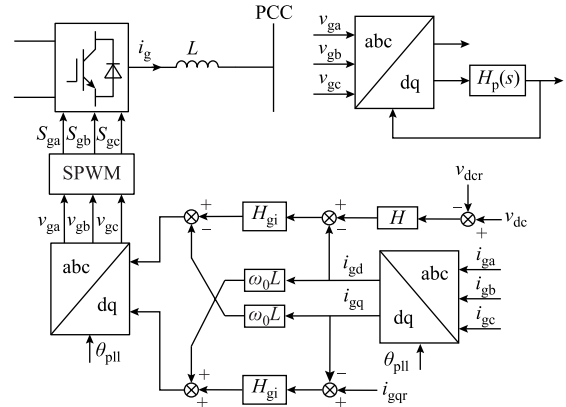 PCC
i_g
L
v_ga
v_gb
v_gc
abc
dq
H_p(s)
S_ga S_gb S_gc
SPWM
v_ga v_gb v_gc
abc
dq
θ_pll
+
−
H_gi
+
−
H
v_dcr
−
+
v_dc
ω_0L
i_gd
abc
dq
i_ga
i_gb
i_gc
ω_0L
i_gq
θ_pll
+
+
H_gi
−
+
i_gqr